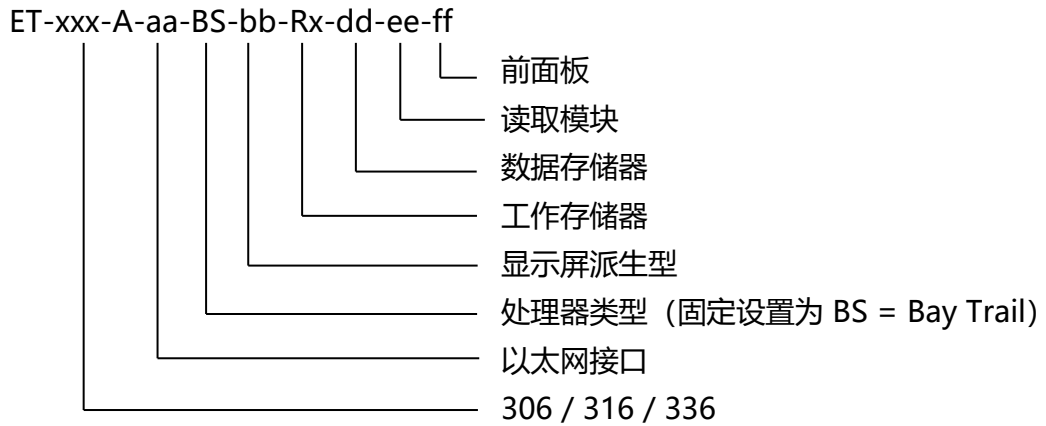 ET-xxx-A-aa-BS-bb-Rx-dd-ee-ff
前面板
读取模块
数据存储器
工作存储器
显示屏派生型
处理器类型（固定设置为 BS = Bay Trail）
以太网接口
306 / 316 / 336